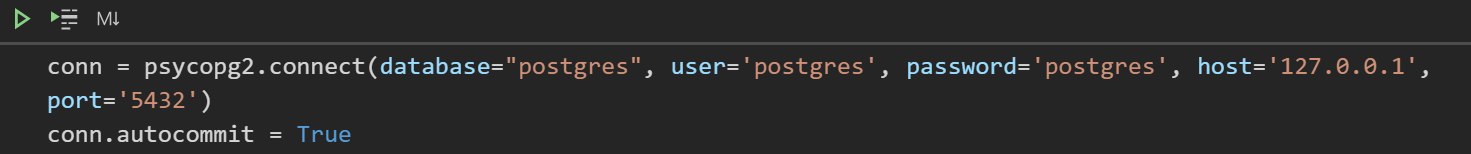 M↓
conn = psycopg2.connect(database="postgres", user='postgres', password='postgres', host='127.0.0.1',
port='5432')
conn.autocommit = True